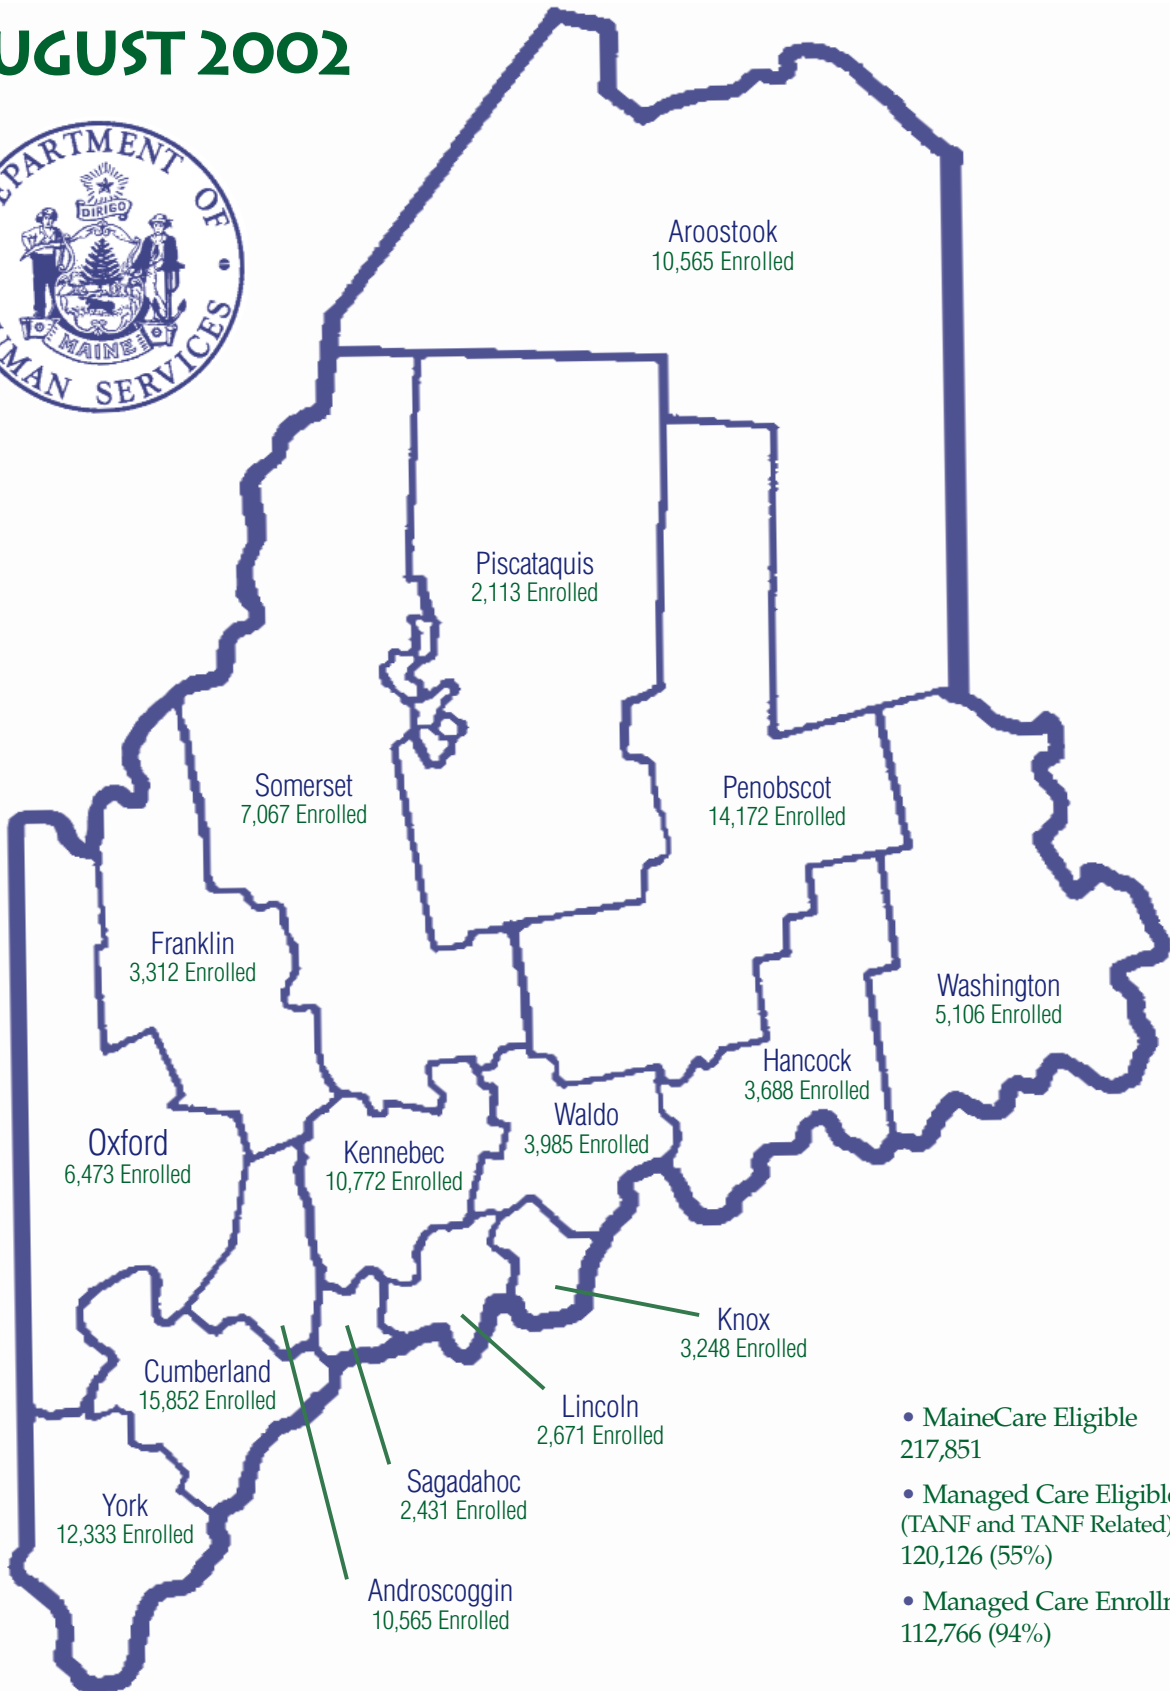 UGUST 2002
EPARTMENT OF
UMAN SERVICES
DIRIGO
MAINE
Aroostook
10,565 Enrolled
Piscataquis
2,113 Enrolled
Somerset
7,067 Enrolled
Penobscot
14,172 Enrolled
Franklin
3,312 Enrolled
Washington
5,106 Enrolled
Hancock
3,688 Enrolled
Waldo
3,985 Enrolled
Oxford
6,473 Enrolled
Kennebec
10,772 Enrolled
Knox
3,248 Enrolled
Cumberland
15,852 Enrolled
Lincoln
2,671 Enrolled
Sagadahoc
2,431 Enrolled
York
12,333 Enrolled
Androscoggin
10,565 Enrolled
• MaineCare Eligible
217,851
• Managed Care Eligible
(TANF and TANF Related)
120,126 (55%)
• Managed Care Enrollm
112,766 (94%)